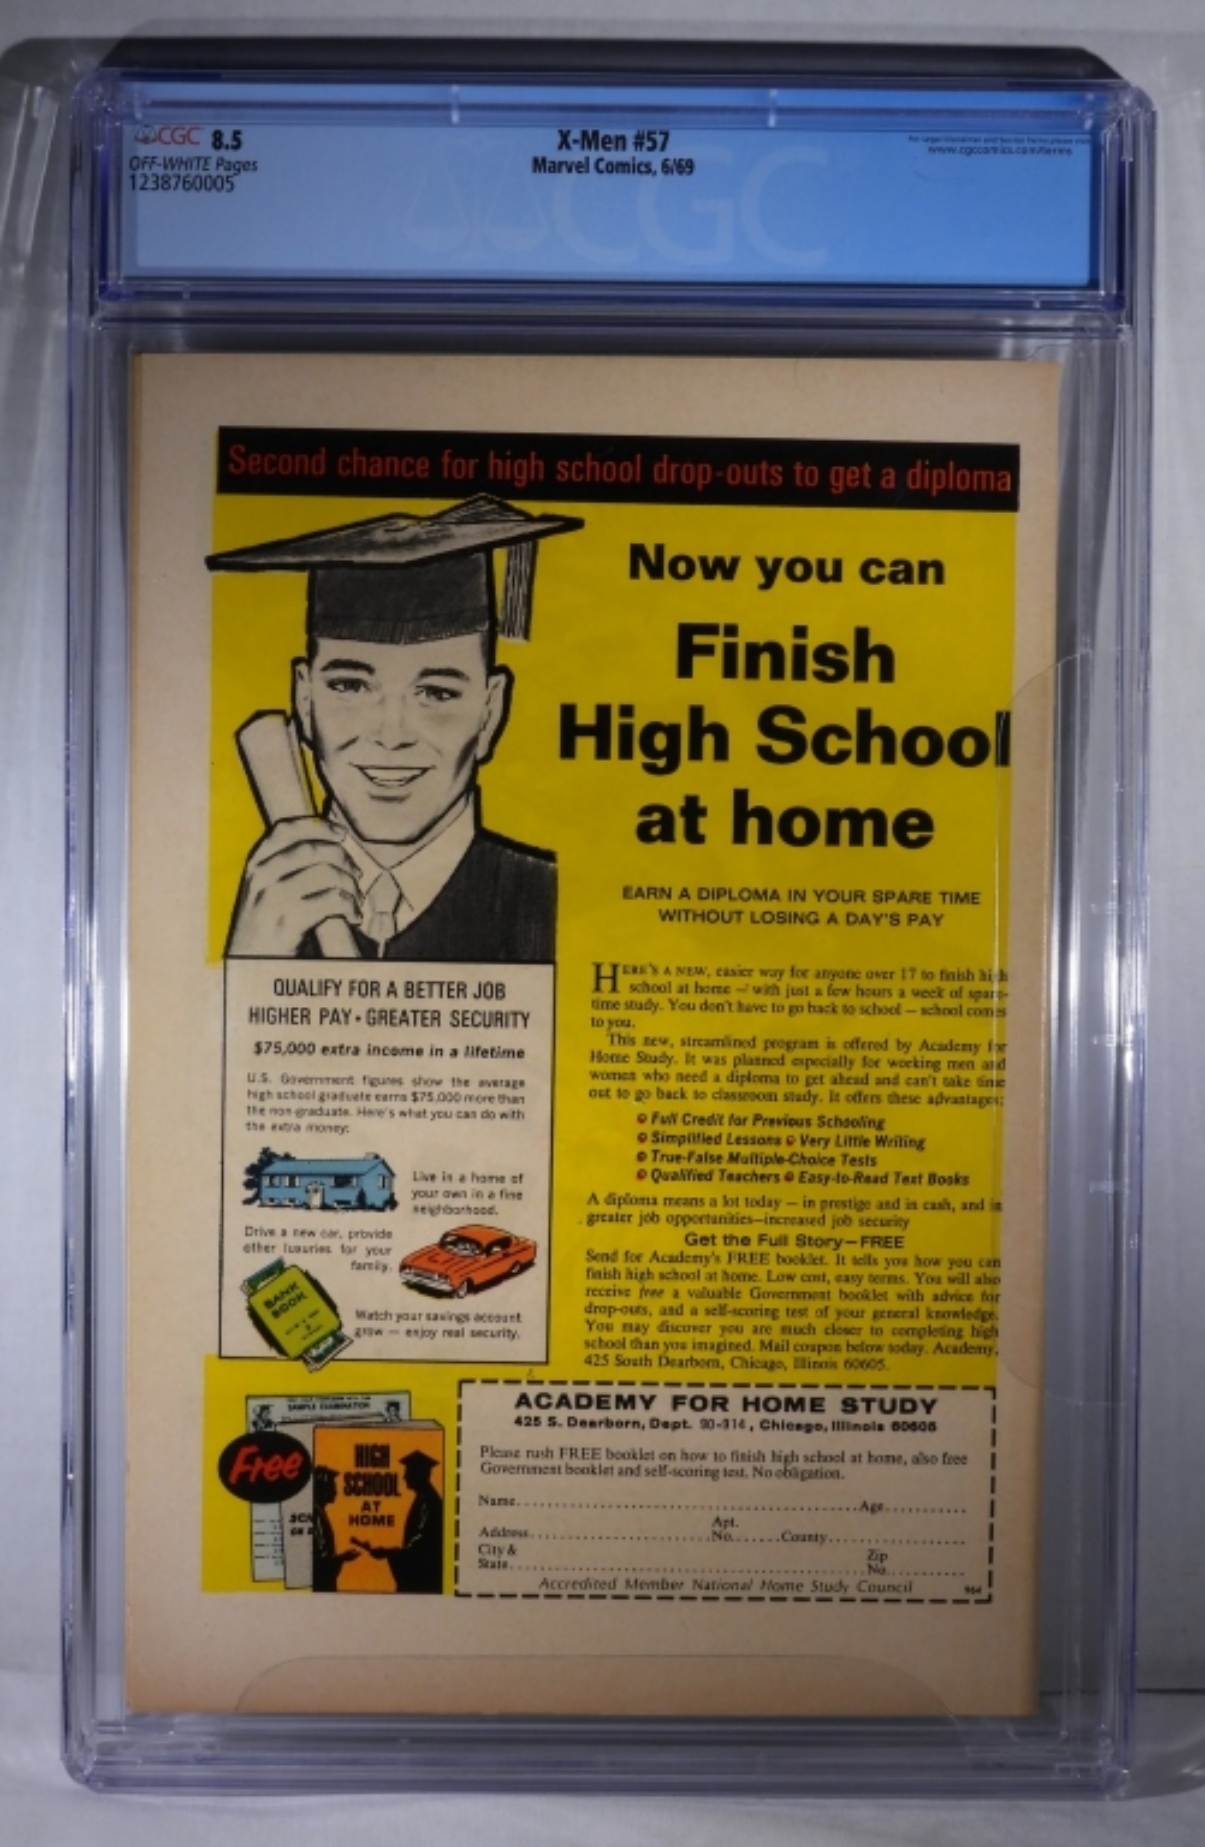 CGC 8.5
OFF-WHITE Pages
1238760005
X-Men #57
Marvel Comics, 6/69
www.cgccomics.com/terms
CGC
Second chance for high school drop-outs to get a diploma
Now you can
Finish
High School
at home
EARN A DIPLOMA IN YOUR SPARE TIME
WITHOUT LOSING A DAY'S PAY
QUALIFY FOR A BETTER JOB
HIGHER PAY • GREATER SECURITY
$75,000 extra income in a lifetime
U.S. Government figures show the average
high school graduate earns $75,000 more than
the non-graduate. Here's what you can do with
the extra money:
Live in a home of
your own in a fine
neighborhood.
Drive a new car, provide
other luxuries for your
family.
BANK
BOOK
Watch your savings account
grow — enjoy real security.
HERE'S A NEW, easier way for anyone over 17 to finish high
school at home — with just a few hours a week of spare-
time study. You don't have to go back to school — school comes
to you.
This new, streamlined program is offered by Academy for
Home Study. It was planned especially for working men and
women who need a diploma to get ahead and can't take time
out to go back to classroom study. It offers these advantages:
• Full Credit for Previous Schooling
• Simplified Lessons • Very Little Writing
• True-False Multiple-Choice Tests
• Qualified Teachers • Easy-to-Read Text Books
A diploma means a lot today — in prestige and in cash, and in
greater job opportunities—increased job security
Get the Full Story—FREE
Send for Academy's FREE booklet. It tells you how you can
finish high school at home. Low cost, easy terms. You will also
receive free a valuable Government booklet with advice for
drop-outs, and a self-scoring test of your general knowledge.
You may discover you are much closer to completing high
school than you imagined. Mail coupon below today. Academy,
425 South Dearborn, Chicago, Illinois 60605.
SAMPLE EXAMINATION
Free
HIGH
SCHOOL
AT
HOME
ACADEMY FOR HOME STUDY
425 S. Dearborn, Dept. 90-314, Chicago, Illinois 60605
Please rush FREE booklet on how to finish high school at home, also free
Government booklet and self-scoring test. No obligation.
Name Age
Apt.
Address No. County
City & Zip
State No.
Accredited Member National Home Study Council 964